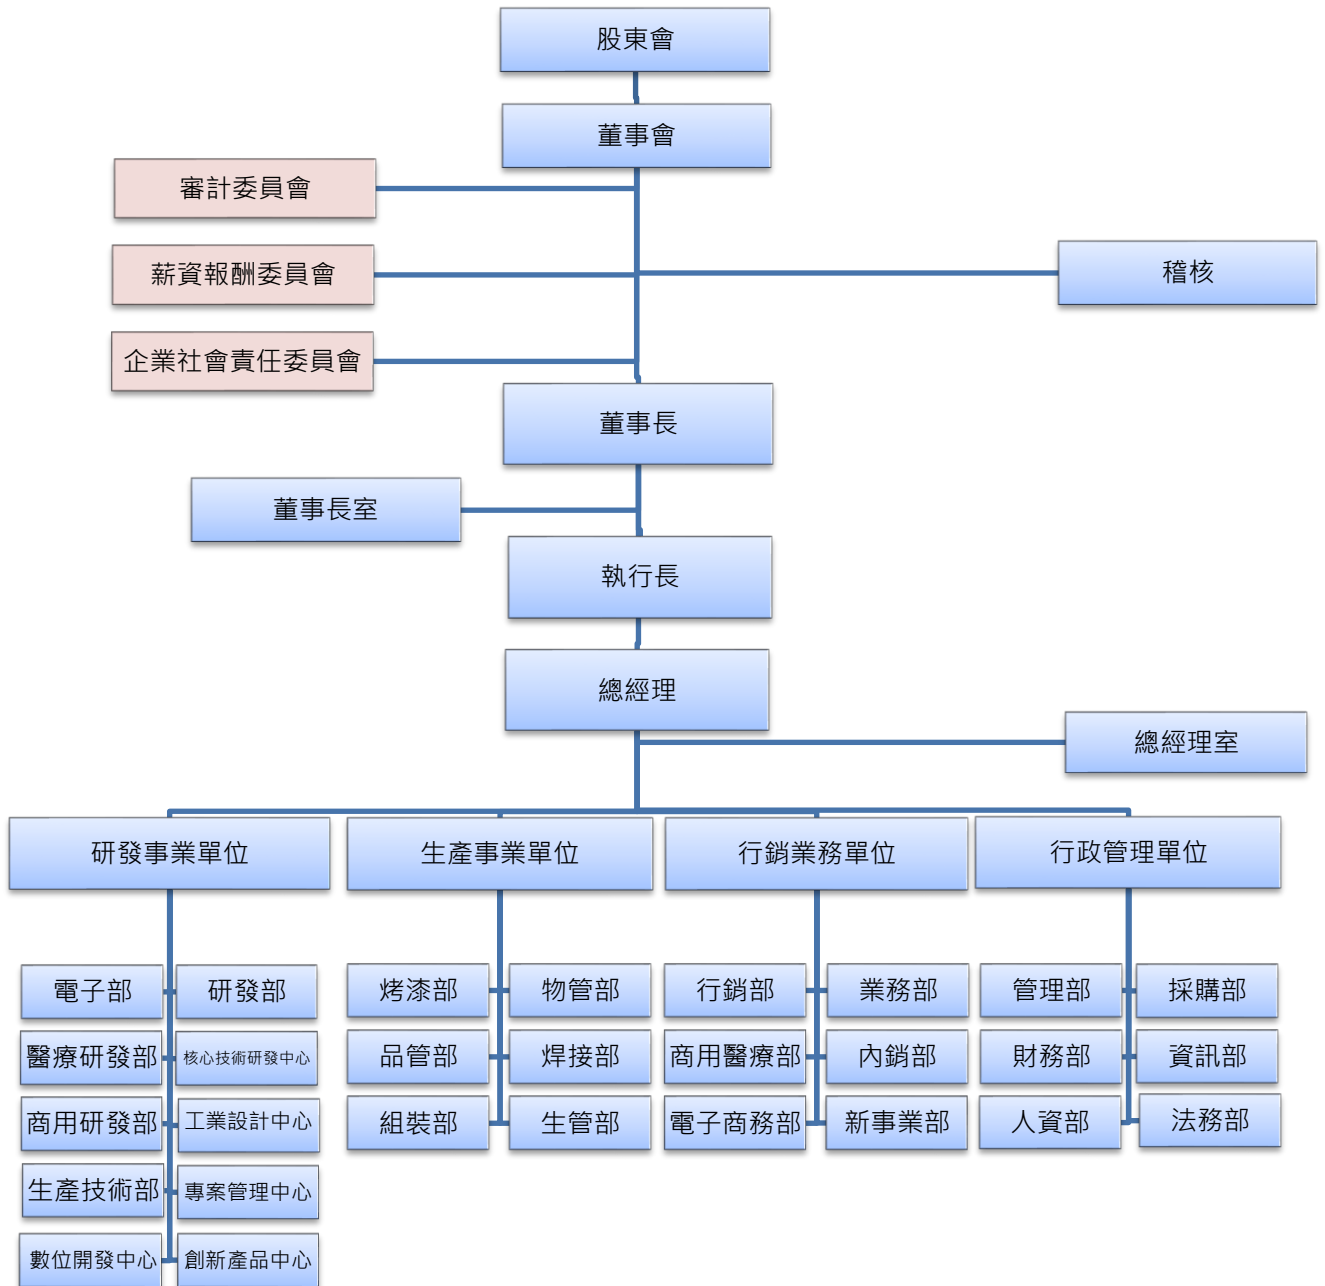 股東會
董事會
審計委員會
薪資報酬委員會
稽核
企業社會責任委員會
董事長
董事長室
執行長
總經理
總經理室
研發事業單位
生產事業單位
行銷業務單位
行政管理單位
電子部
研發部
烤漆部
物管部
行銷部
業務部
管理部
採購部
醫療研發部
核心技術研發中心
品管部
焊接部
商用醫療部
內銷部
財務部
資訊部
商用研發部
工業設計中心
組裝部
生管部
電子商務部
新事業部
人資部
法務部
生產技術部
專案管理中心
數位開發中心
創新產品中心